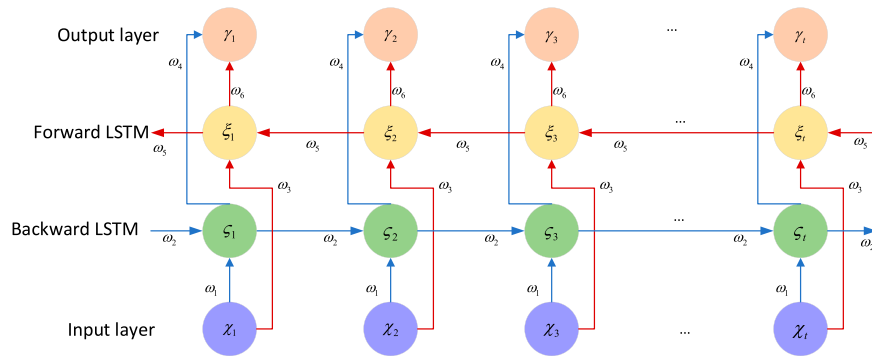 Output layer γ1 γ2 γ3 ... γt
ω4 ω4 ω4 ω4
ω6 ω6 ω6 ω6
Forward LSTM ξ1 ξ2 ξ3 ... ξt
ω5 ω5 ω5 ω5 ω5
ω3 ω3 ω3 ω3
Backward LSTM ς1 ς2 ς3 ... ςt
ω2 ω2 ω2 ω2 ω2
ω1 ω1 ω1 ω1
Input layer χ1 χ2 χ3 ... χt